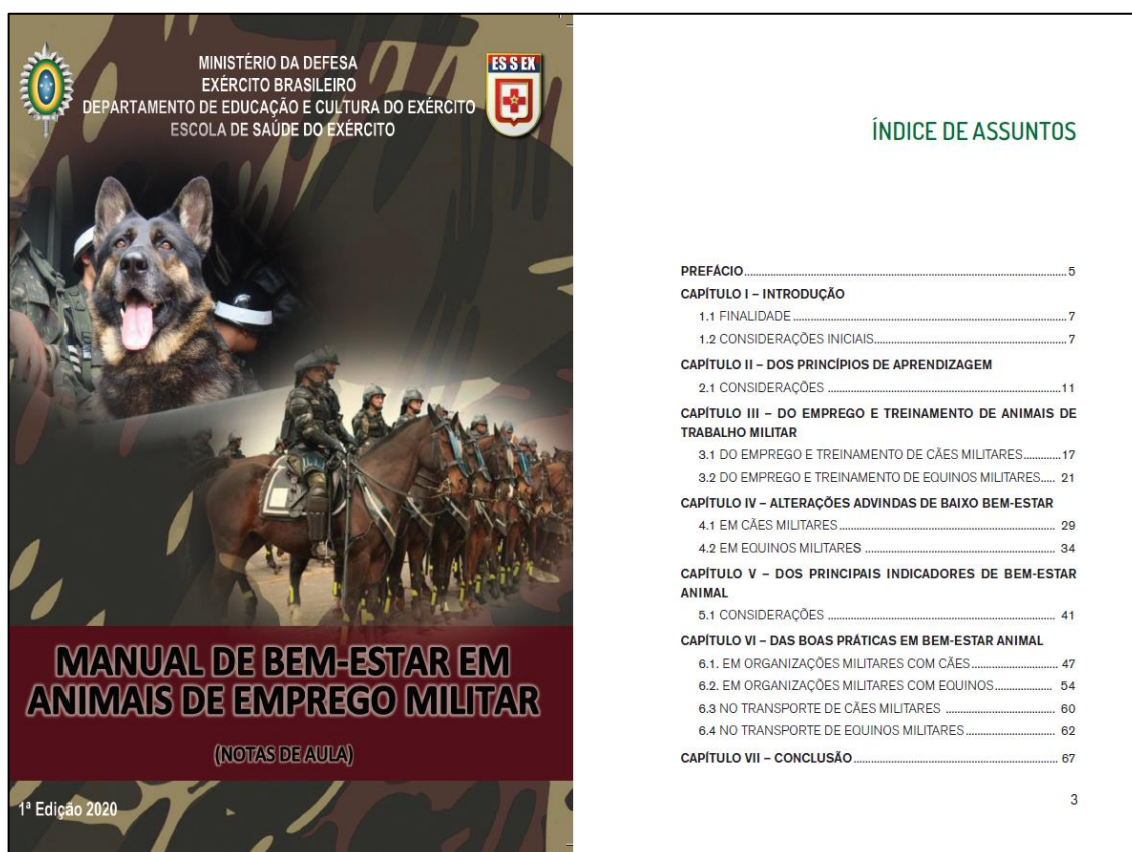 MINISTÉRIO DA DEFESA
EXÉRCITO BRASILEIRO
DEPARTAMENTO DE EDUCAÇÃO E CULTURA DO EXÉRCITO
ESCOLA DE SAÚDE DO EXÉRCITO
ES S EX
MANUAL DE BEM-ESTAR EM
ANIMAIS DE EMPREGO MILITAR
(NOTAS DE AULA)
1ª Edição 2020
ÍNDICE DE ASSUNTOS
PREFÁCIO.....5
CAPÍTULO I – INTRODUÇÃO
1.1 FINALIDADE.....7
1.2 CONSIDERAÇÕES INICIAIS.....7
CAPÍTULO II – DOS PRINCÍPIOS DE APRENDIZAGEM
2.1 CONSIDERAÇÕES.....11
CAPÍTULO III – DO EMPREGO E TREINAMENTO DE ANIMAIS DE
TRABALHO MILITAR
3.1 DO EMPREGO E TREINAMENTO DE CÃES MILITARES.....17
3.2 DO EMPREGO E TREINAMENTO DE EQUINOS MILITARES..... 21
CAPÍTULO IV – ALTERAÇÕES ADVINDAS DE BAIXO BEM-ESTAR
4.1 EM CÃES MILITARES..... 29
4.2 EM EQUINOS MILITARES..... 34
CAPÍTULO V – DOS PRINCIPAIS INDICADORES DE BEM-ESTAR
ANIMAL
5.1 CONSIDERAÇÕES..... 41
CAPÍTULO VI – DAS BOAS PRÁTICAS EM BEM-ESTAR ANIMAL
6.1. EM ORGANIZAÇÕES MILITARES COM CÃES..... 47
6.2. EM ORGANIZAÇÕES MILITARES COM EQUINOS..... 54
6.3 NO TRANSPORTE DE CÃES MILITARES..... 60
6.4 NO TRANSPORTE DE EQUINOS MILITARES..... 62
CAPÍTULO VII – CONCLUSÃO..... 67
3